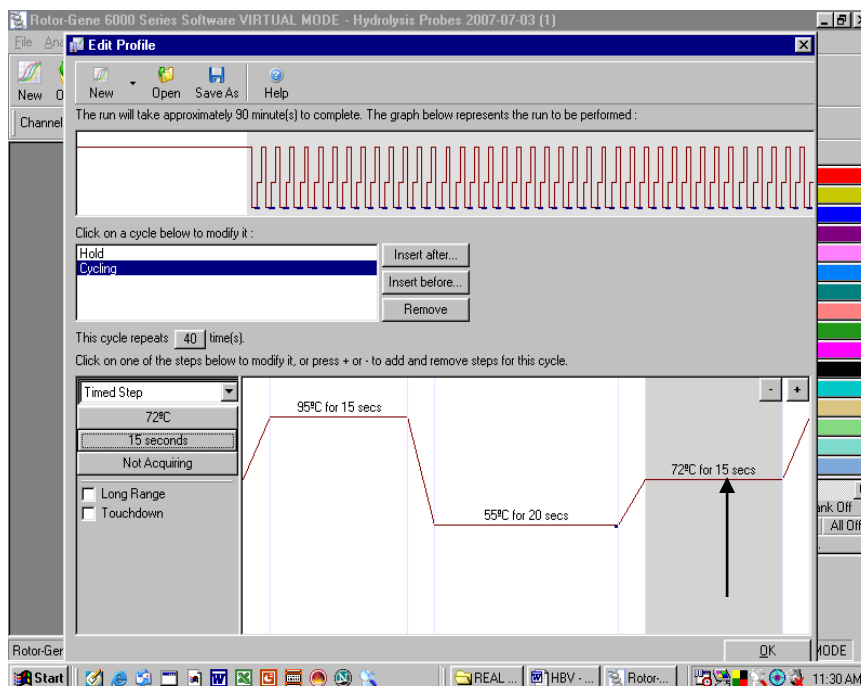 Rotor-Gene 6000 Series Software VIRTUAL MODE - Hydrolysis Probes 2007-07-03 (1)
File Ana
Edit Profile
New O
New Open Save As Help
Channel
The run will take approximately 90 minute(s) to complete. The graph below represents the run to be performed :
Click on a cycle below to modify it :
Hold
Cycling
Insert after...
Insert before...
Remove
This cycle repeats 40 time(s).
Click on one of the steps below to modify it, or press + or - to add and remove steps for this cycle.
Timed Step
72ºC
15 seconds
Not Acquiring
Long Range
Touchdown
95ºC for 15 secs
55ºC for 20 secs
72ºC for 15 secs
- +
ank Off
All Off
OK
Rotor-Ger
MODE
Start
REAL ...
HBV - ...
Rotor-...
11:30 AM